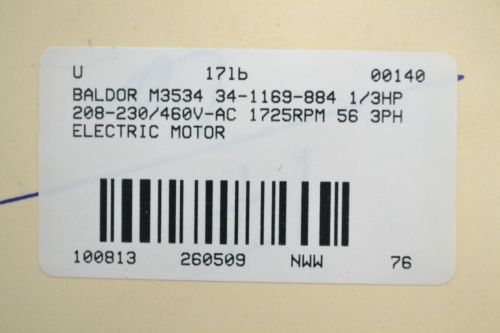 U 17lb 00140
BALDOR M3534 34-1169-884 1/3HP
208-230/460V-AC 1725RPM 56 3PH
ELECTRIC MOTOR
100813 260509 NWW 76